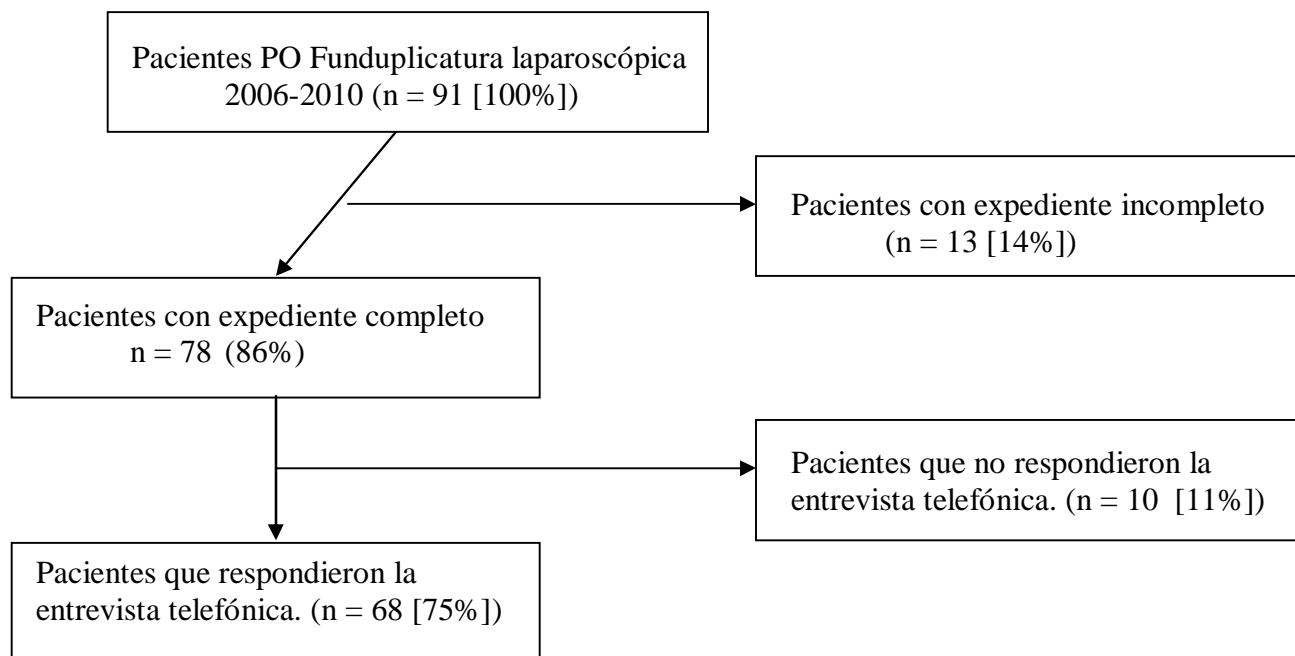 Pacientes PO Funduplicatura laparoscópica
2006-2010 (n = 91 [100%])
Pacientes con expediente incompleto
(n = 13 [14%])
Pacientes con expediente completo
n = 78 (86%)
Pacientes que no respondieron la
entrevista telefónica. (n = 10 [11%])
Pacientes que respondieron la
entrevista telefónica. (n = 68 [75%])